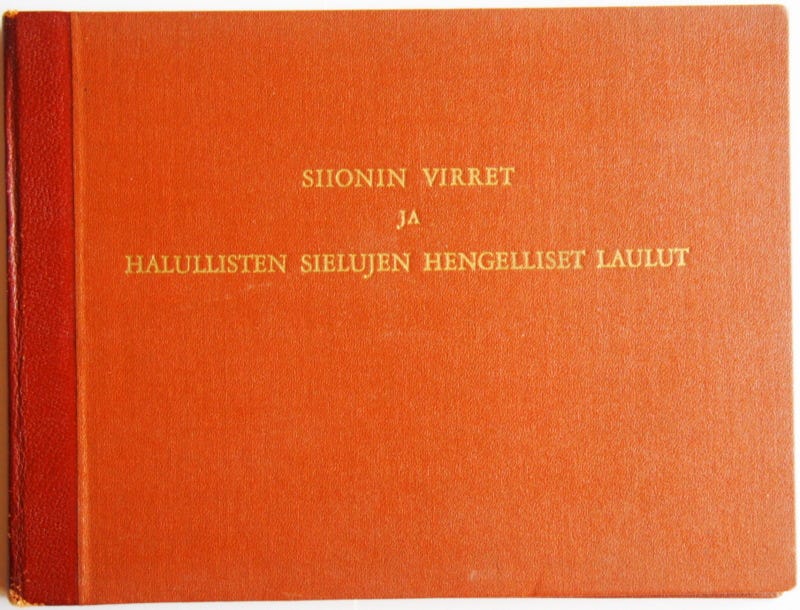 SIIONIN VIRRET
JA
HALULLISTEN SIELUJEN HENGELLISET LAULUT